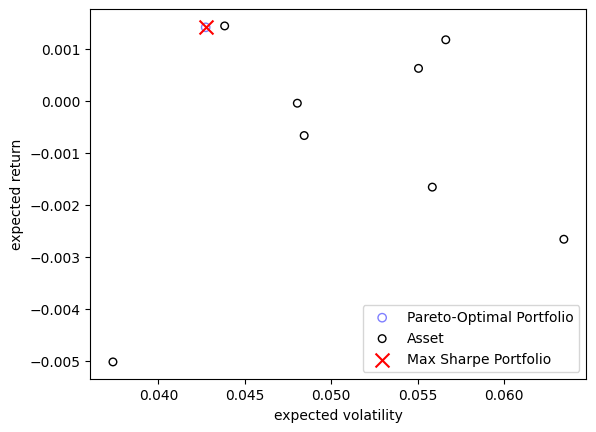 0.001
0.000
−0.001
−0.002
−0.003
−0.004
−0.005
expected return
Pareto-Optimal Portfolio
Asset
Max Sharpe Portfolio
0.040 0.045 0.050 0.055 0.060
expected volatility